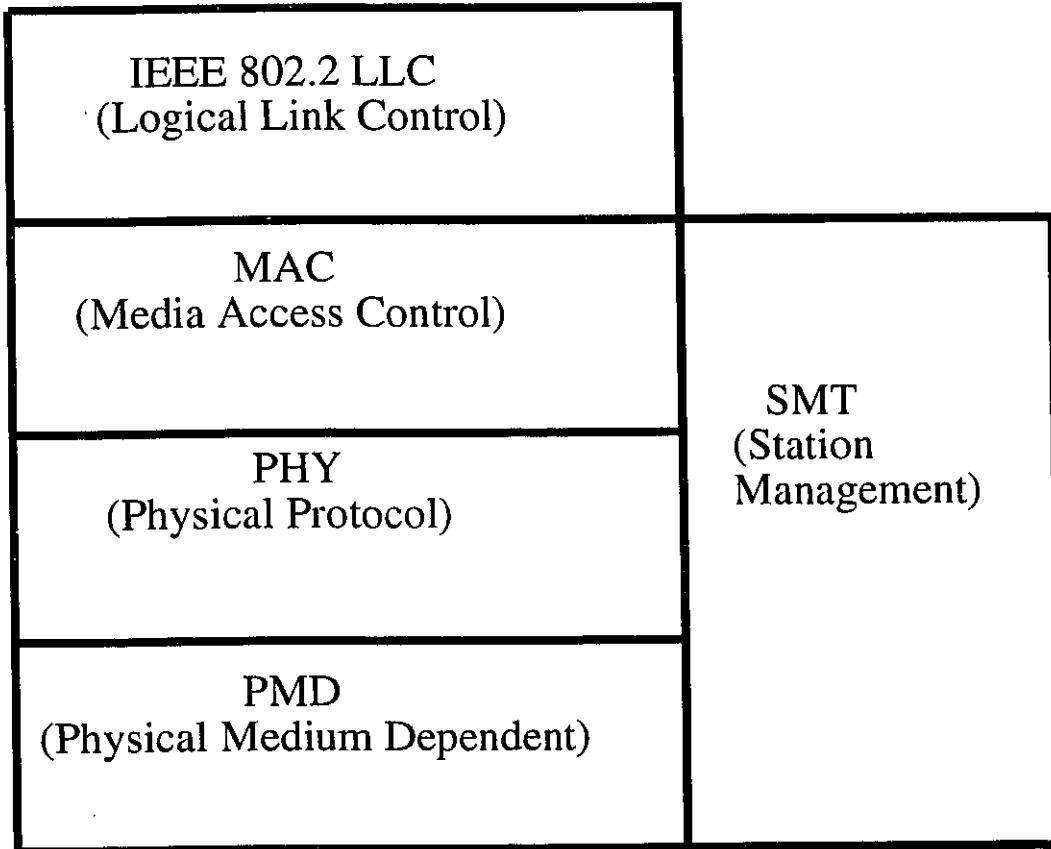 IEEE 802.2 LLC
(Logical Link Control)
MAC
(Media Access Control)
PHY
(Physical Protocol)
PMD
(Physical Medium Dependent)
SMT
(Station
Management)